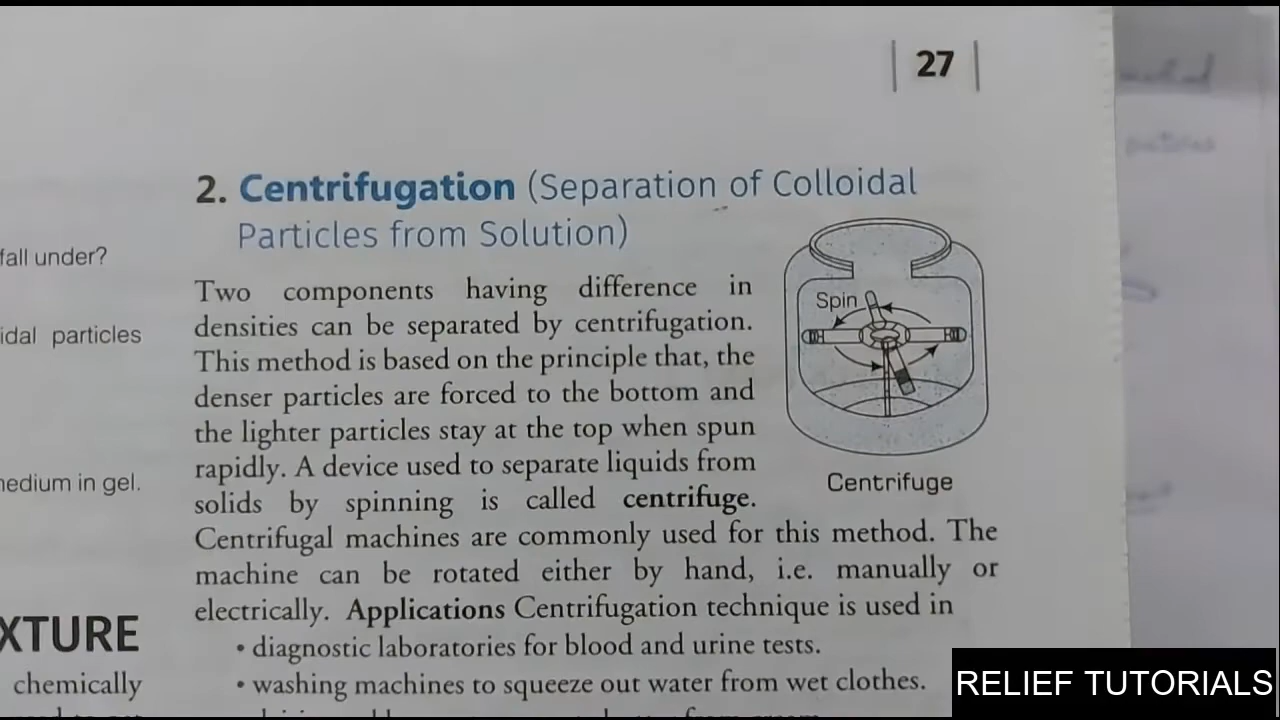 27
2. Centrifugation (Separation of Colloidal
Particles from Solution)
Two components having difference in
densities can be separated by centrifugation.
This method is based on the principle that, the
denser particles are forced to the bottom and
the lighter particles stay at the top when spun
rapidly. A device used to separate liquids from
solids by spinning is called centrifuge.
Centrifugal machines are commonly used for this method. The
machine can be rotated either by hand, i.e. manually or
electrically. Applications Centrifugation technique is used in
• diagnostic laboratories for blood and urine tests.
• washing machines to squeeze out water from wet clothes.
Spin
Centrifuge
fall under?
particles
in gel.
chemically
RELIEF TUTORIALS